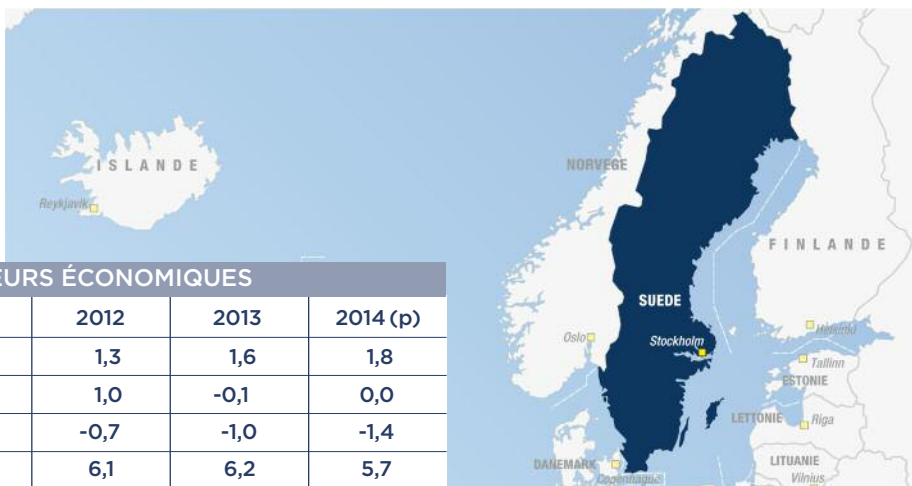 ISLANDE
Reykjavik
NORVEGE
FINLANDE
EURS ÉCONOMIQUES
2012 2013 2014 (p)
1,3 1,6 1,8
1,0 -0,1 0,0
-0,7 -1,0 -1,4
6,1 6,2 5,7
SUEDE
Oslo
Stockholm
Helsinki
Tallinn
ESTONIE
LETTONIE
Riga
DANEMARK
Copenhague
LITUANIE
Vilnius